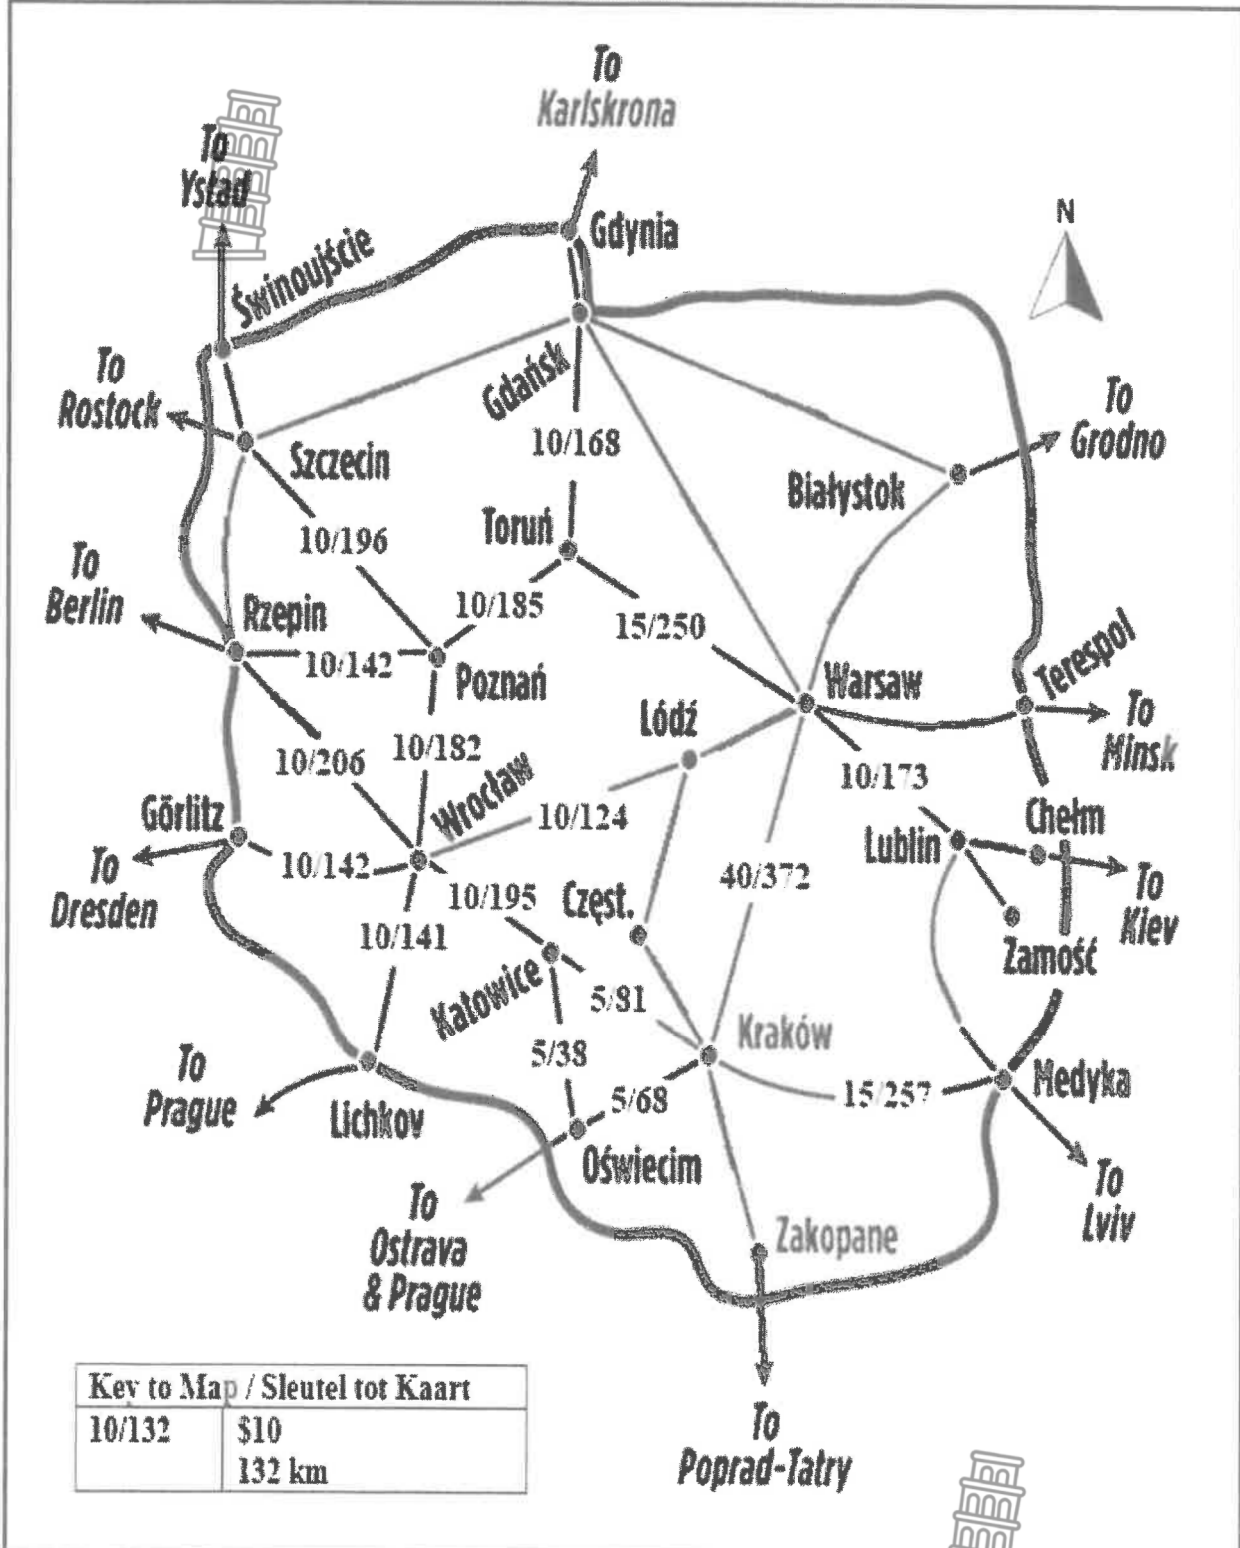 To
Karlskrona
To
Ystad
N
Gdynia
Świnoujście
To
Rostock
Gdańsk
To
Grodno
10/168
Szczecin
Białystok
Toruń
10/196
To
Berlin
Rzepin
10/185
15/250
10/142
Poznań
Warsaw
Terespol
To
Minsk
Lódź
10/206
10/182
Wrocław
10/173
Görlitz
10/124
Chełm
Lublin
10/142
To
Dresden
10/195
Częst.
40/372
To
Kiev
10/141
Zamość
Katowice
5/81
Kraków
5/38
To
Prague
5/68
15/257
Medyka
Lichkov
Oświecim
To
Lviv
To
Ostrava
& Prague
Zakopane
Key to Map / Sleutel tot Kaart
10/132
$10
132 km
To
Poprad-Tatry